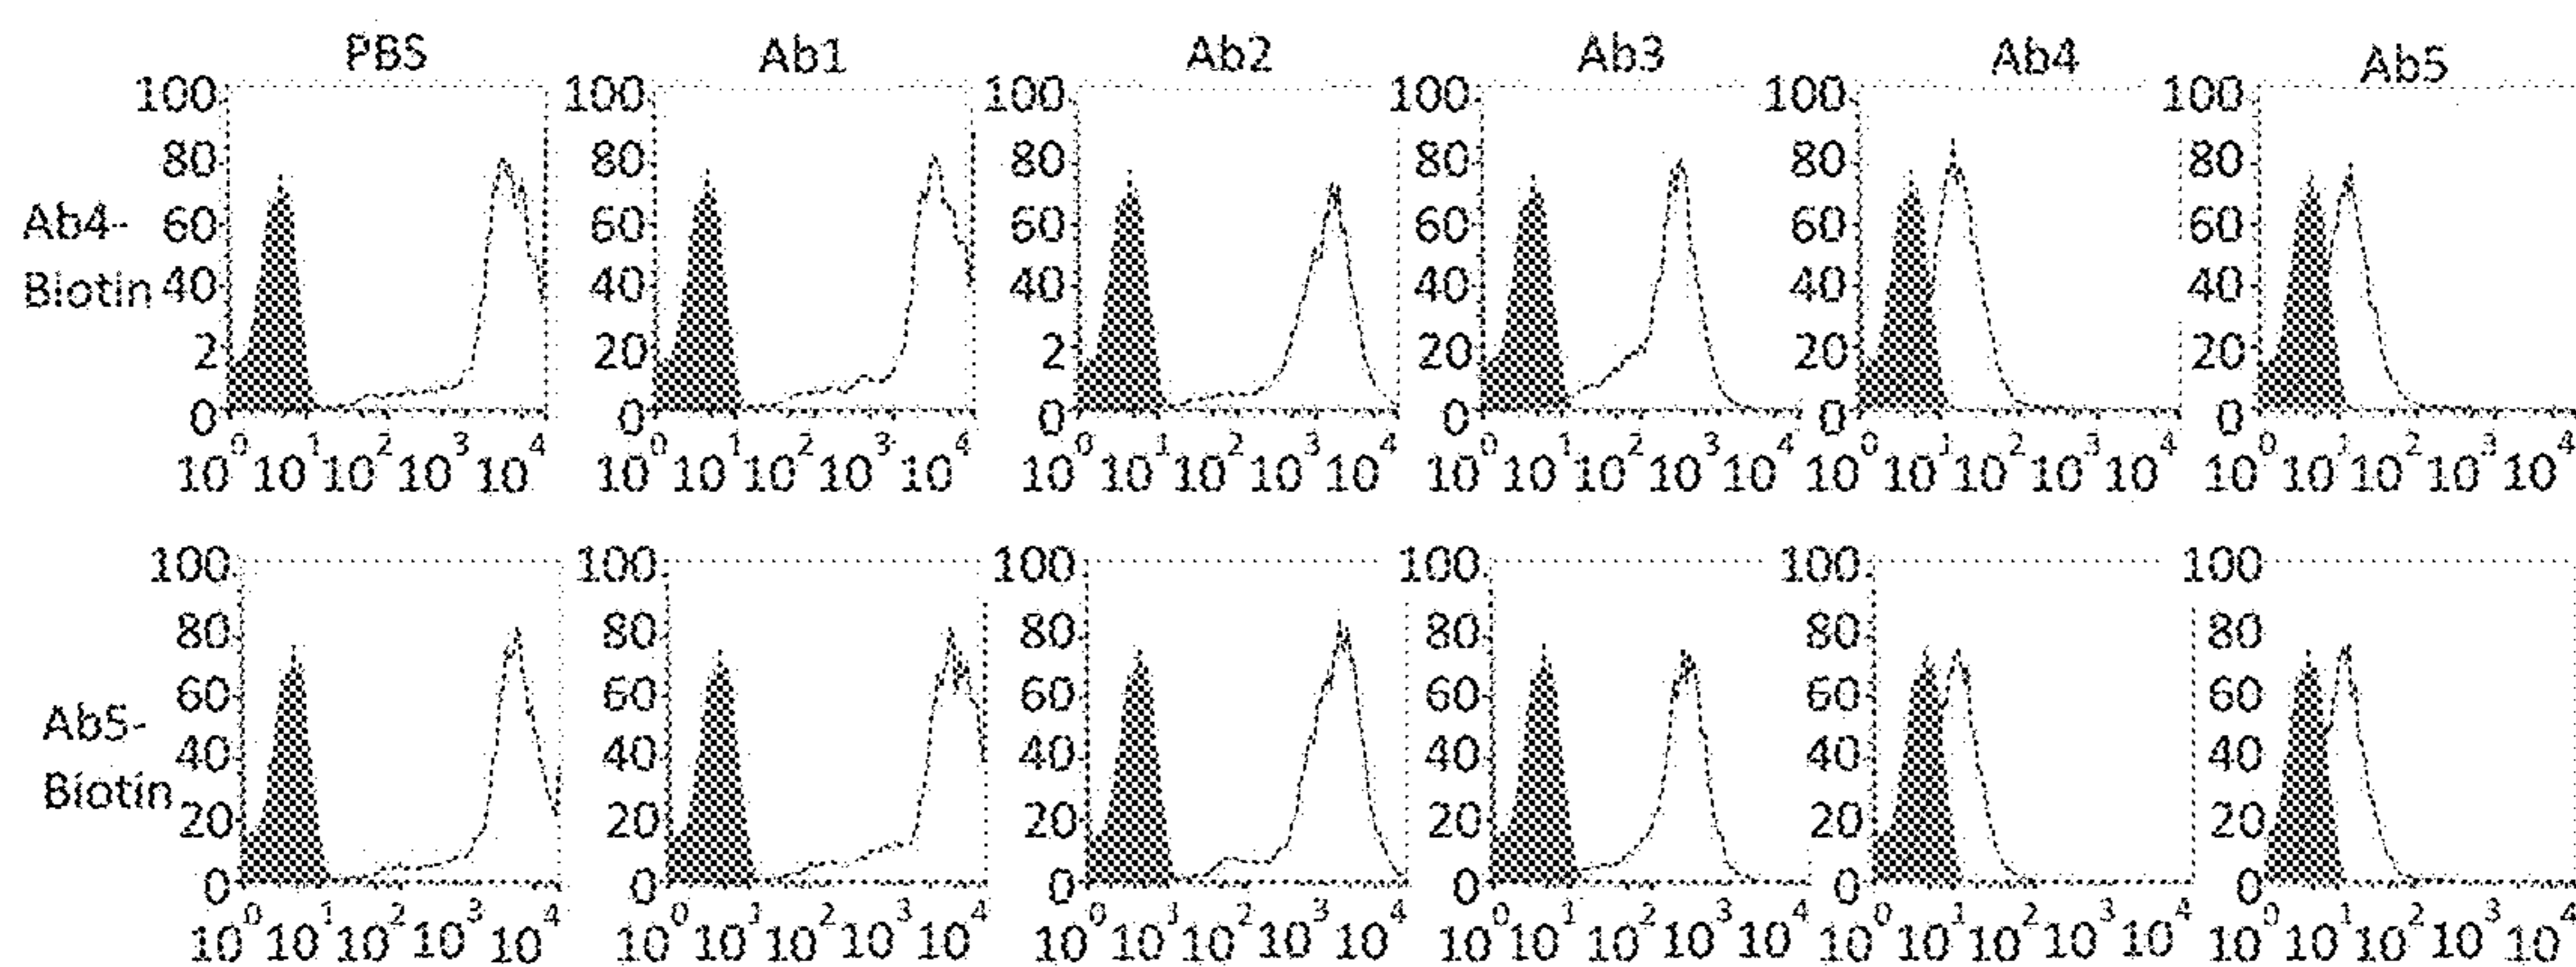 PBS Ab1 Ab2 Ab3 Ab4 Ab5
100 100 100 100 100 100
80 80 80 80 80 80
Ab4- 60 60 60 60 60 60
Biotin 40 40 40 40 40 40
2 20 2 20 20 20
0 0 0 0 0 0
10⁰ 10¹ 10² 10³ 10⁴ 10⁰ 10¹ 10² 10³ 10⁴ 10⁰ 10¹ 10² 10³ 10⁴ 10⁰ 10¹ 10² 10³ 10⁴ 10⁰ 10¹ 10² 10³ 10⁴ 10⁰ 10¹ 10² 10³ 10⁴
100 100 100 100 100 100
80 80 80 80 80 80
60 60 60 60 60 60
Ab5- 40 40 40 40 40 40
Biotin 20 20 20 20 20 20
0 0 0 0 0 0
10⁰ 10¹ 10² 10³ 10⁴ 10⁰ 10¹ 10² 10³ 10⁴ 10⁰ 10¹ 10² 10³ 10⁴ 10⁰ 10¹ 10² 10³ 10⁴ 10⁰ 10¹ 10² 10³ 10⁴ 10⁰ 10¹ 10² 10³ 10⁴